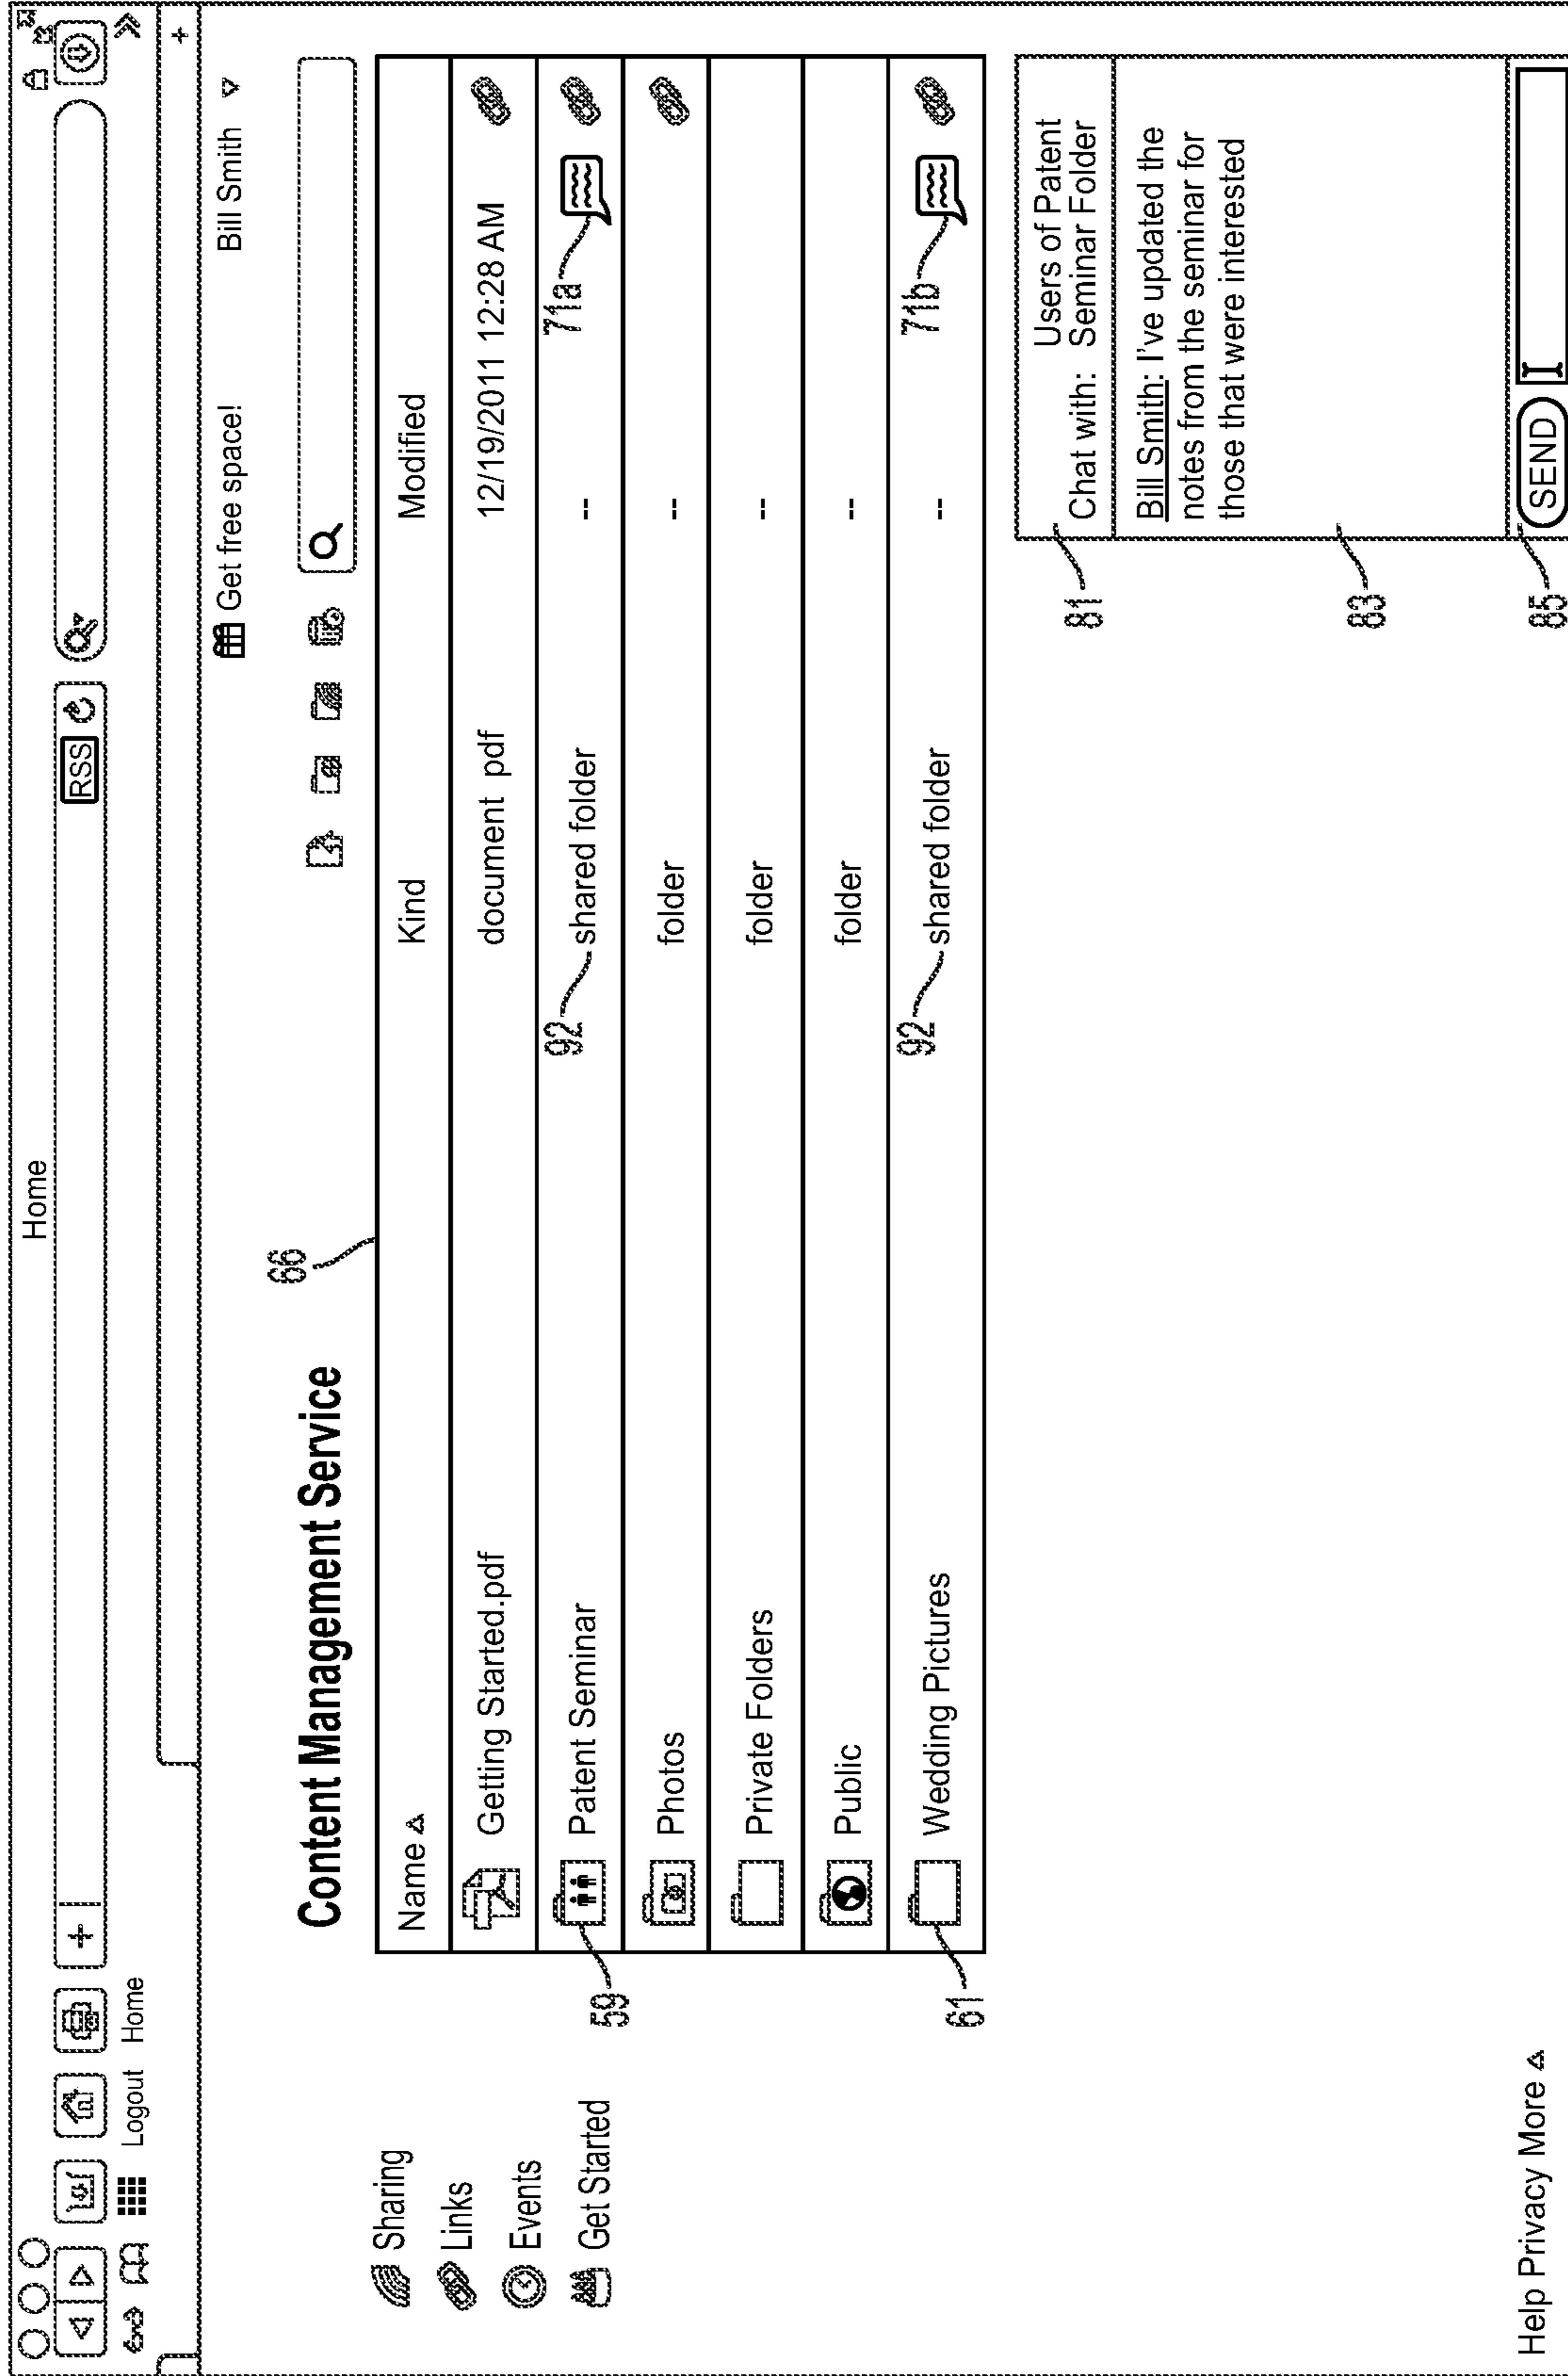 Home
RSS
Logout Home
Get free space!
Bill Smith
Content Management Service
66
Name Kind Modified
Getting Started.pdf document pdf 12/19/2011 12:28 AM
Patent Seminar shared folder --
59
92
71a
Photos folder --
Private Folders folder --
Public folder --
Wedding Pictures shared folder --
61
92
71b
Sharing
Links
Events
Get Started
81
Users of Patent
Chat with: Seminar Folder
83
Bill Smith: I've updated the
notes from the seminar for
those that were interested
85
SEND
Help Privacy More